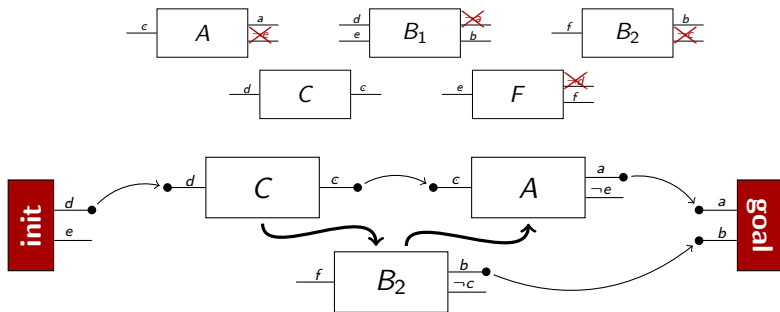 c A a ¬e
d e B1 ¬a b
f B2 b ¬c
d C c
e F ¬d f
init d e
d C c
c A a ¬e
f B2 b ¬c
a b goal